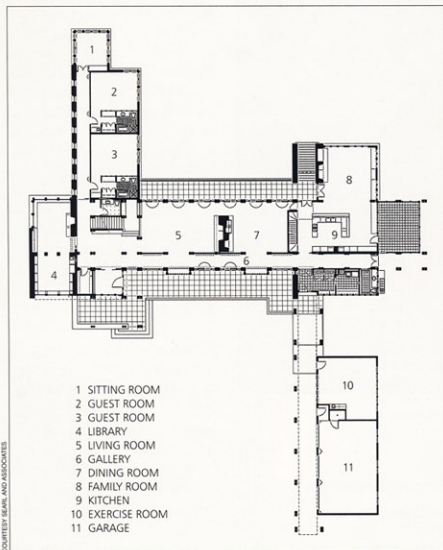 1
2
3
4
5
6
7
8
9
10
11
1 SITTING ROOM
2 GUEST ROOM
3 GUEST ROOM
4 LIBRARY
5 LIVING ROOM
6 GALLERY
7 DINING ROOM
8 FAMILY ROOM
9 KITCHEN
10 EXERCISE ROOM
11 GARAGE
COURTESY SEARL AND ASSOCIATES